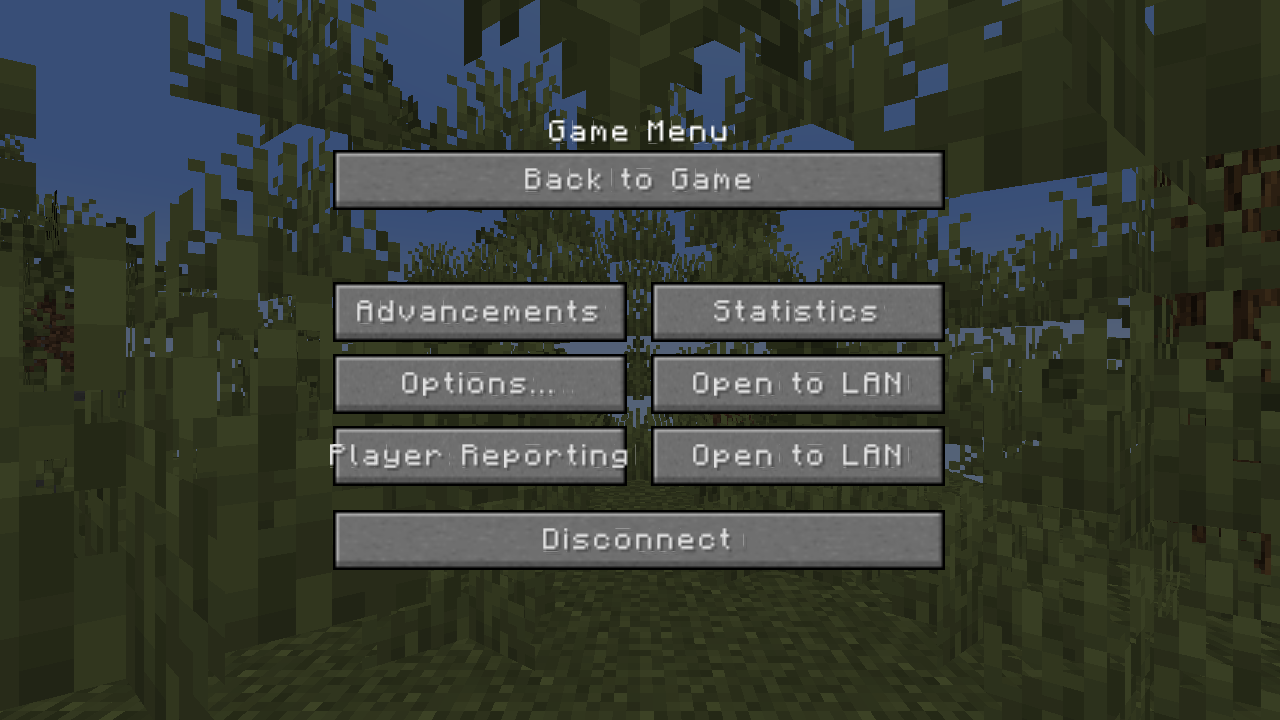 Game Menu
Back to Game
Advancements
Statistics
Options...
Open to LAN
Player Reporting
Open to LAN
Disconnect